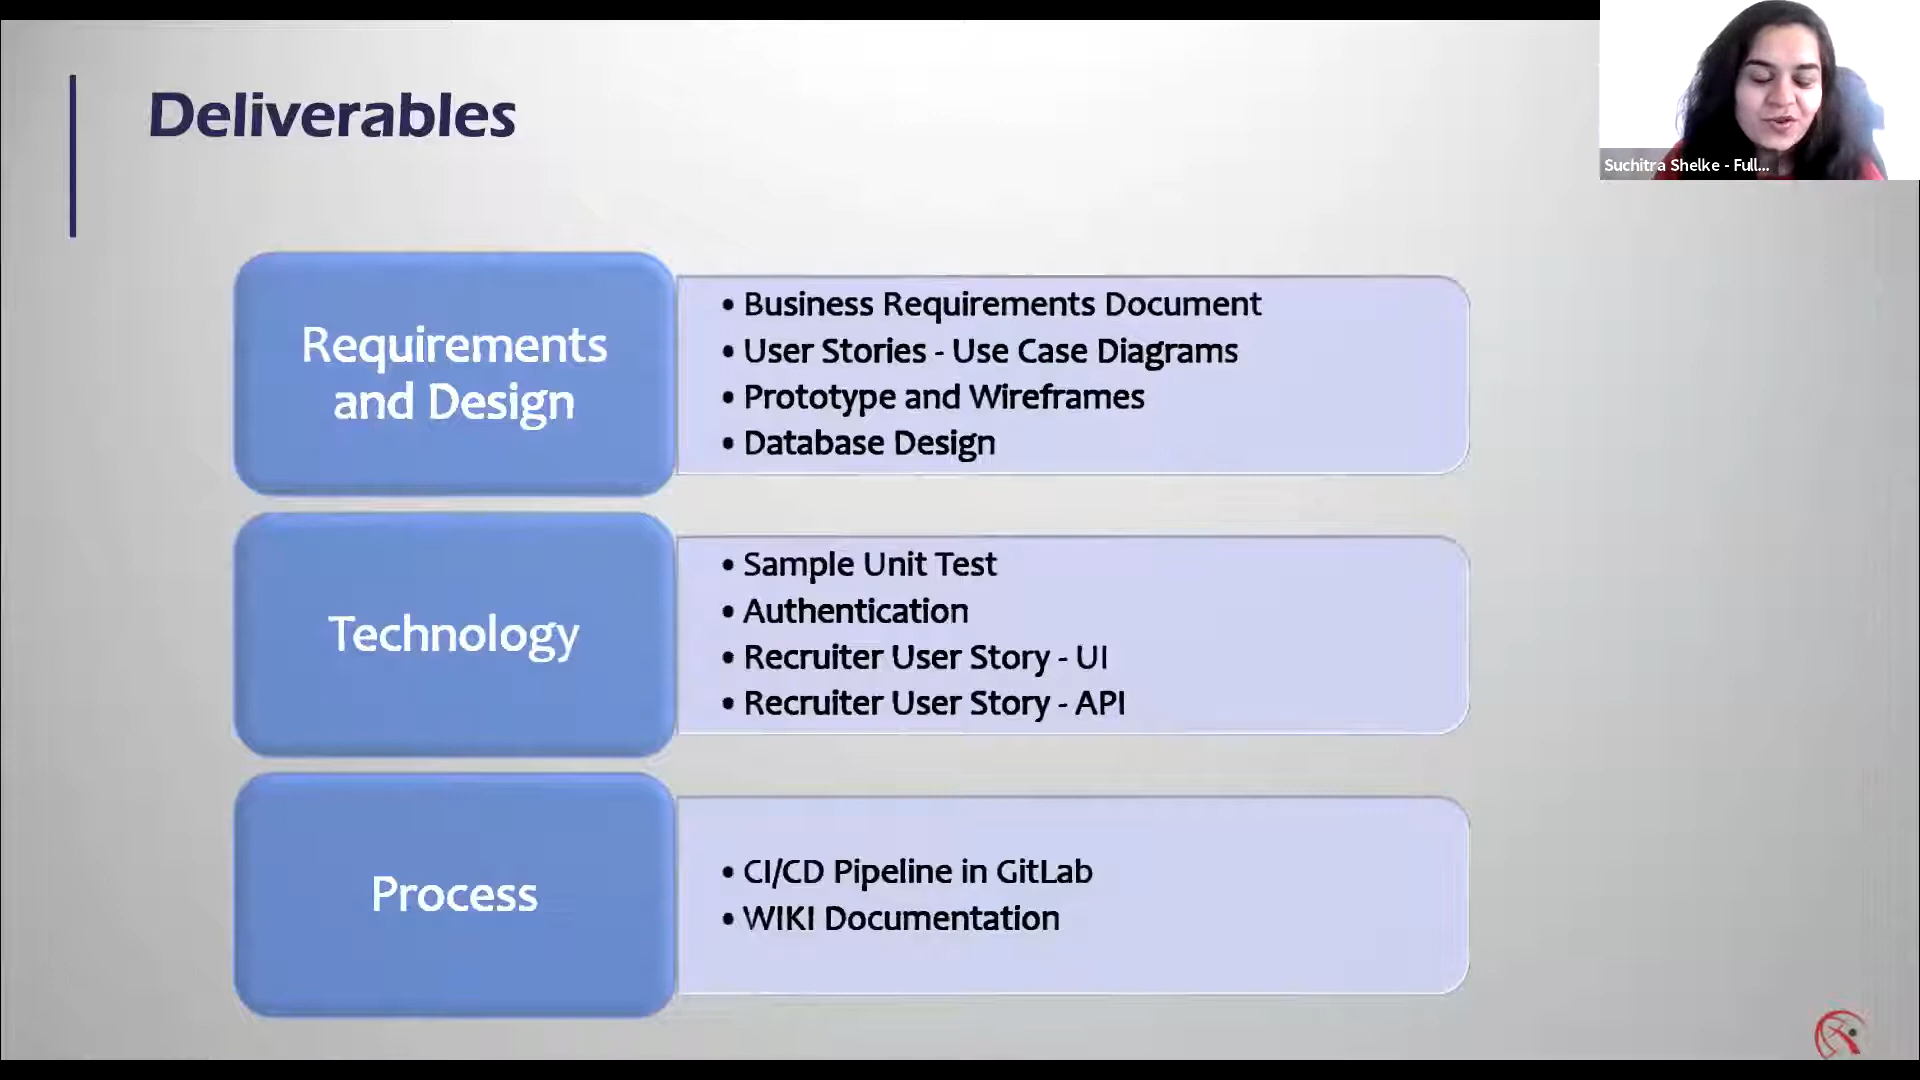 Deliverables
Suchitra Shelke - Full...
Requirements
and Design
• Business Requirements Document
• User Stories - Use Case Diagrams
• Prototype and Wireframes
• Database Design
Technology
• Sample Unit Test
• Authentication
• Recruiter User Story - UI
• Recruiter User Story - API
Process
• CI/CD Pipeline in GitLab
• WIKI Documentation